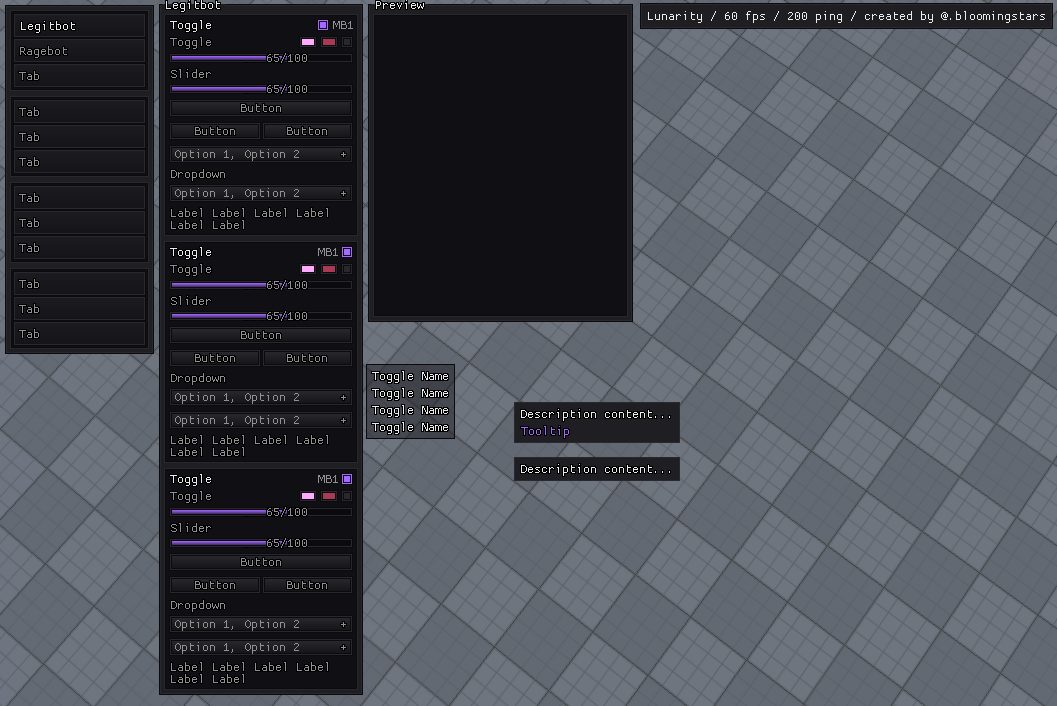 Legitbot
Ragebot
Tab
Tab
Tab
Tab
Tab
Tab
Tab
Tab
Tab
Tab
Legitbot
Toggle MB1
Toggle
65/100
Slider
65/100
Button
Button Button
Option 1, Option 2 +
Dropdown
Option 1, Option 2 +
Label Label Label Label
Label Label
Toggle MB1
Toggle
65/100
Slider
65/100
Button
Button Button
Dropdown
Option 1, Option 2 +
Option 1, Option 2 +
Label Label Label Label
Label Label
Toggle MB1
Toggle
65/100
Slider
65/100
Button
Button Button
Dropdown
Option 1, Option 2 +
Option 1, Option 2 +
Label Label Label Label
Label Label
Preview
Toggle Name
Toggle Name
Toggle Name
Toggle Name
Description content...
Tooltip
Description content...
Lunarity / 60 fps / 200 ping / created by @.bloomingstars